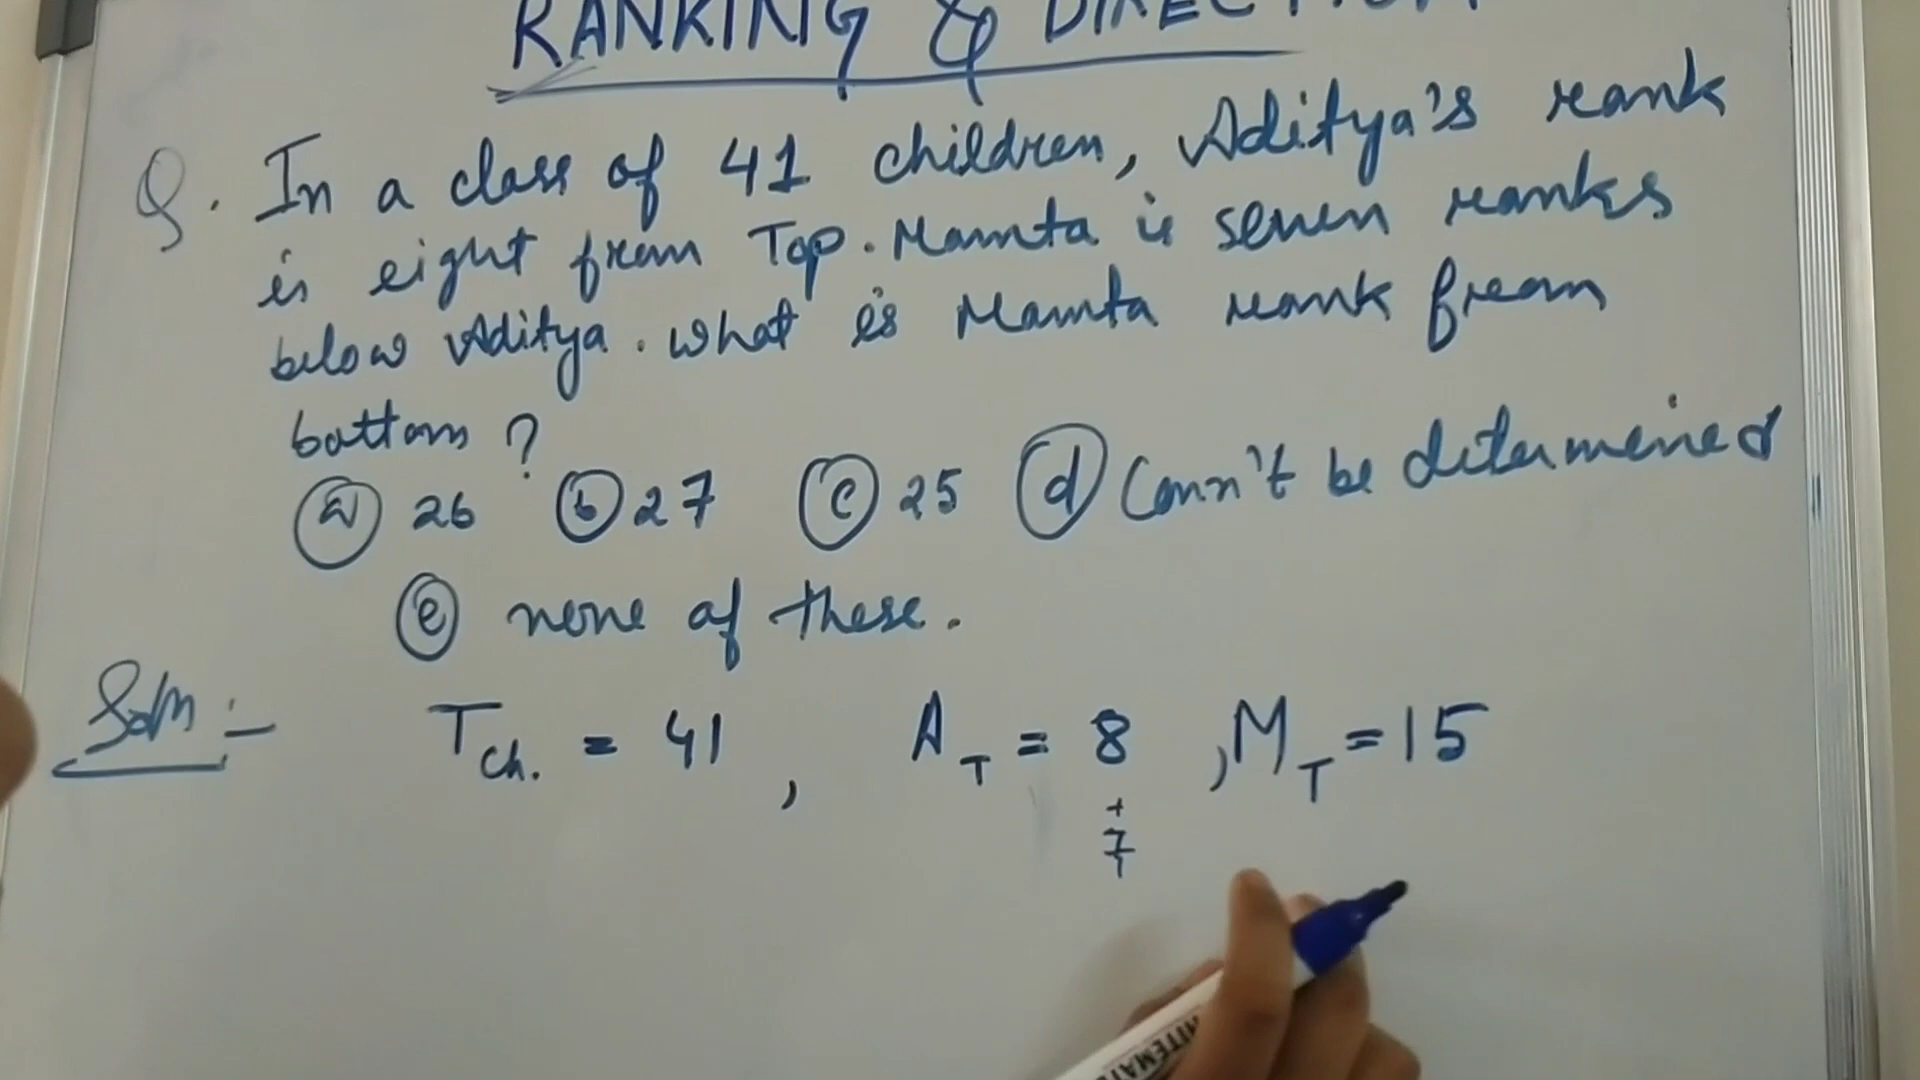 RANKING & DIRECTION
Q. In a class of 41 children, Aditya's rank
is eight from Top. Mamta is seven ranks
below Aditya. what is Mamta rank from
bottom ?
(a) 26 (b) 27 (c) 25 (d) Cann't be determined
(e) none of these.
Soln :-
T Ch. = 41 , A T = 8 , M T = 15
+
7